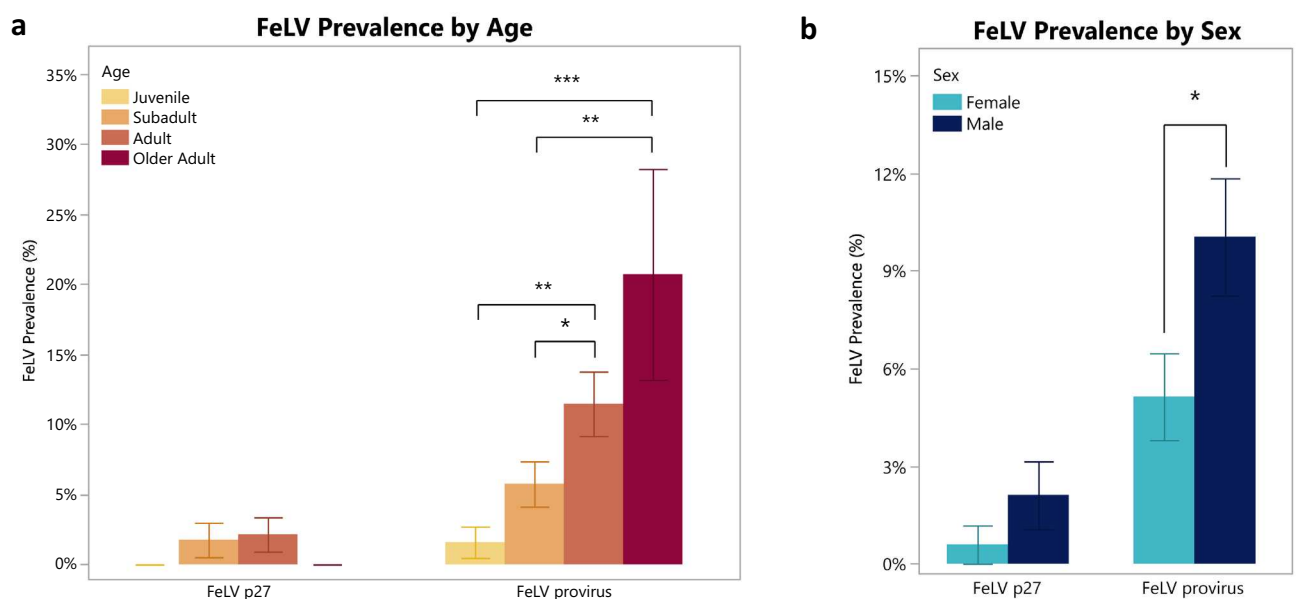 a
FeLV Prevalence by Age
Age
Juvenile
Subadult
Adult
Older Adult
35%
30%
25%
20%
15%
10%
5%
0%
FeLV Prevalence (%)
***
**
**
*
FeLV p27
FeLV provirus
b
FeLV Prevalence by Sex
Sex
Female
Male
15%
12%
9%
6%
3%
0%
FeLV Prevalence (%)
*
FeLV p27
FeLV provirus